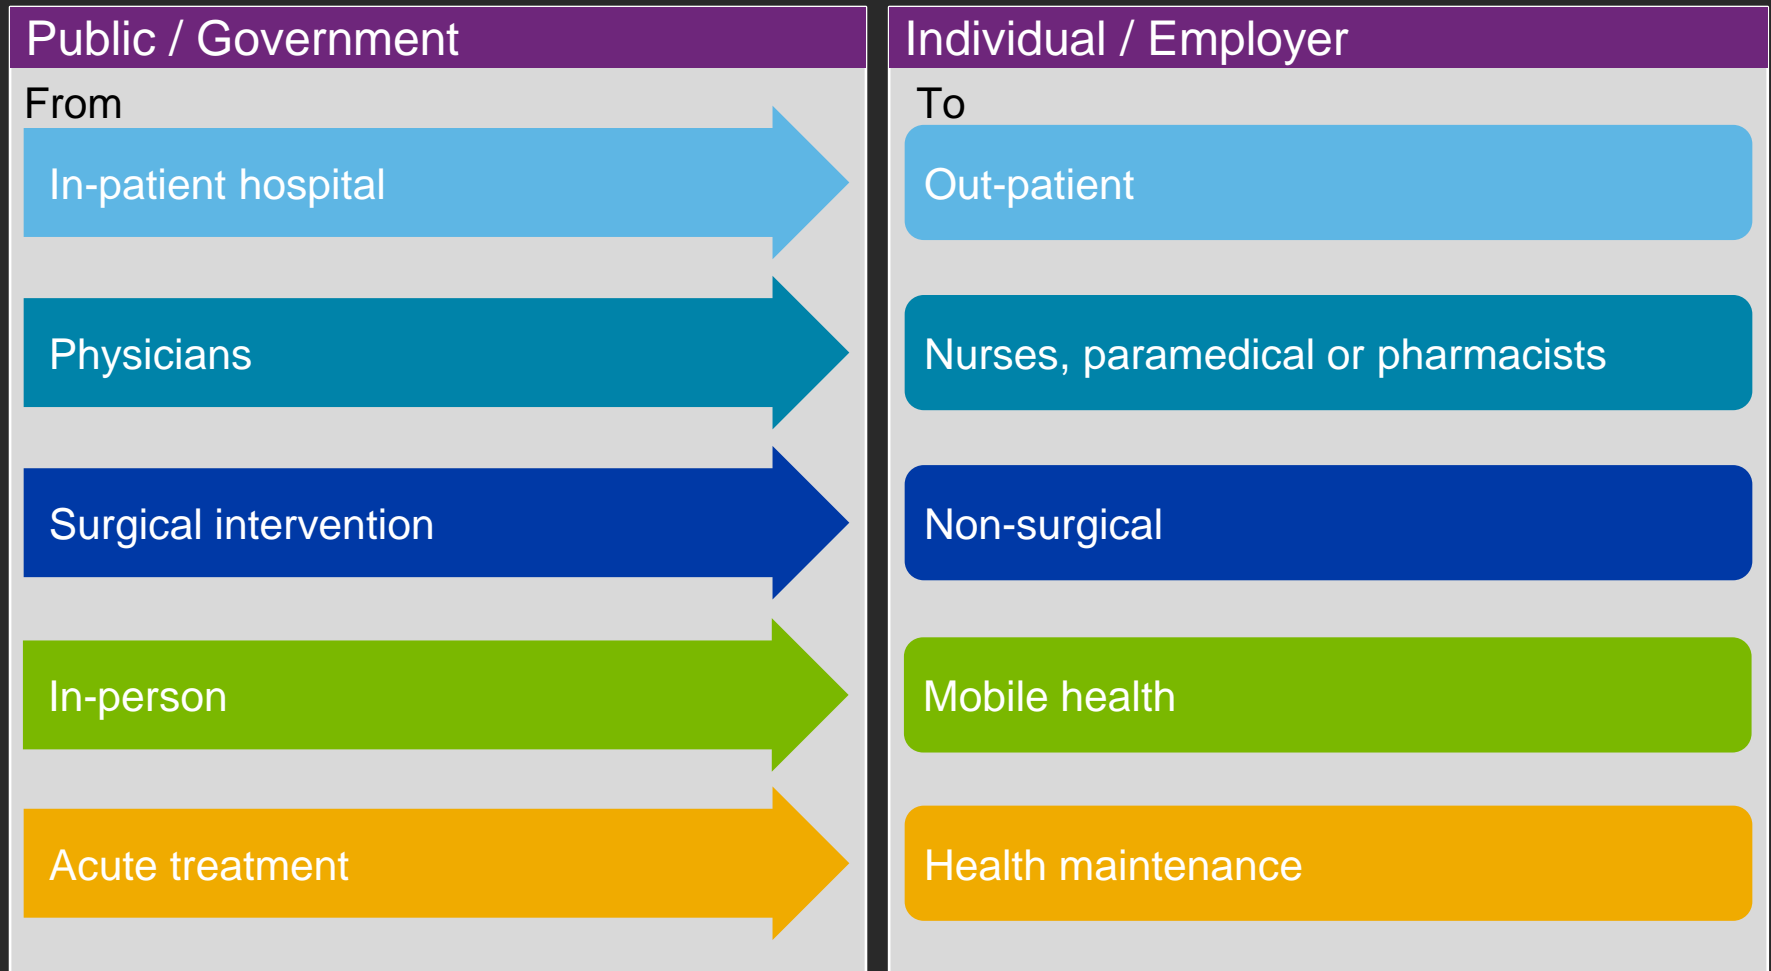 Public / Government
From
In-patient hospital
Physicians
Surgical intervention
In-person
Acute treatment
Individual / Employer
To
Out-patient
Nurses, paramedical or pharmacists
Non-surgical
Mobile health
Health maintenance